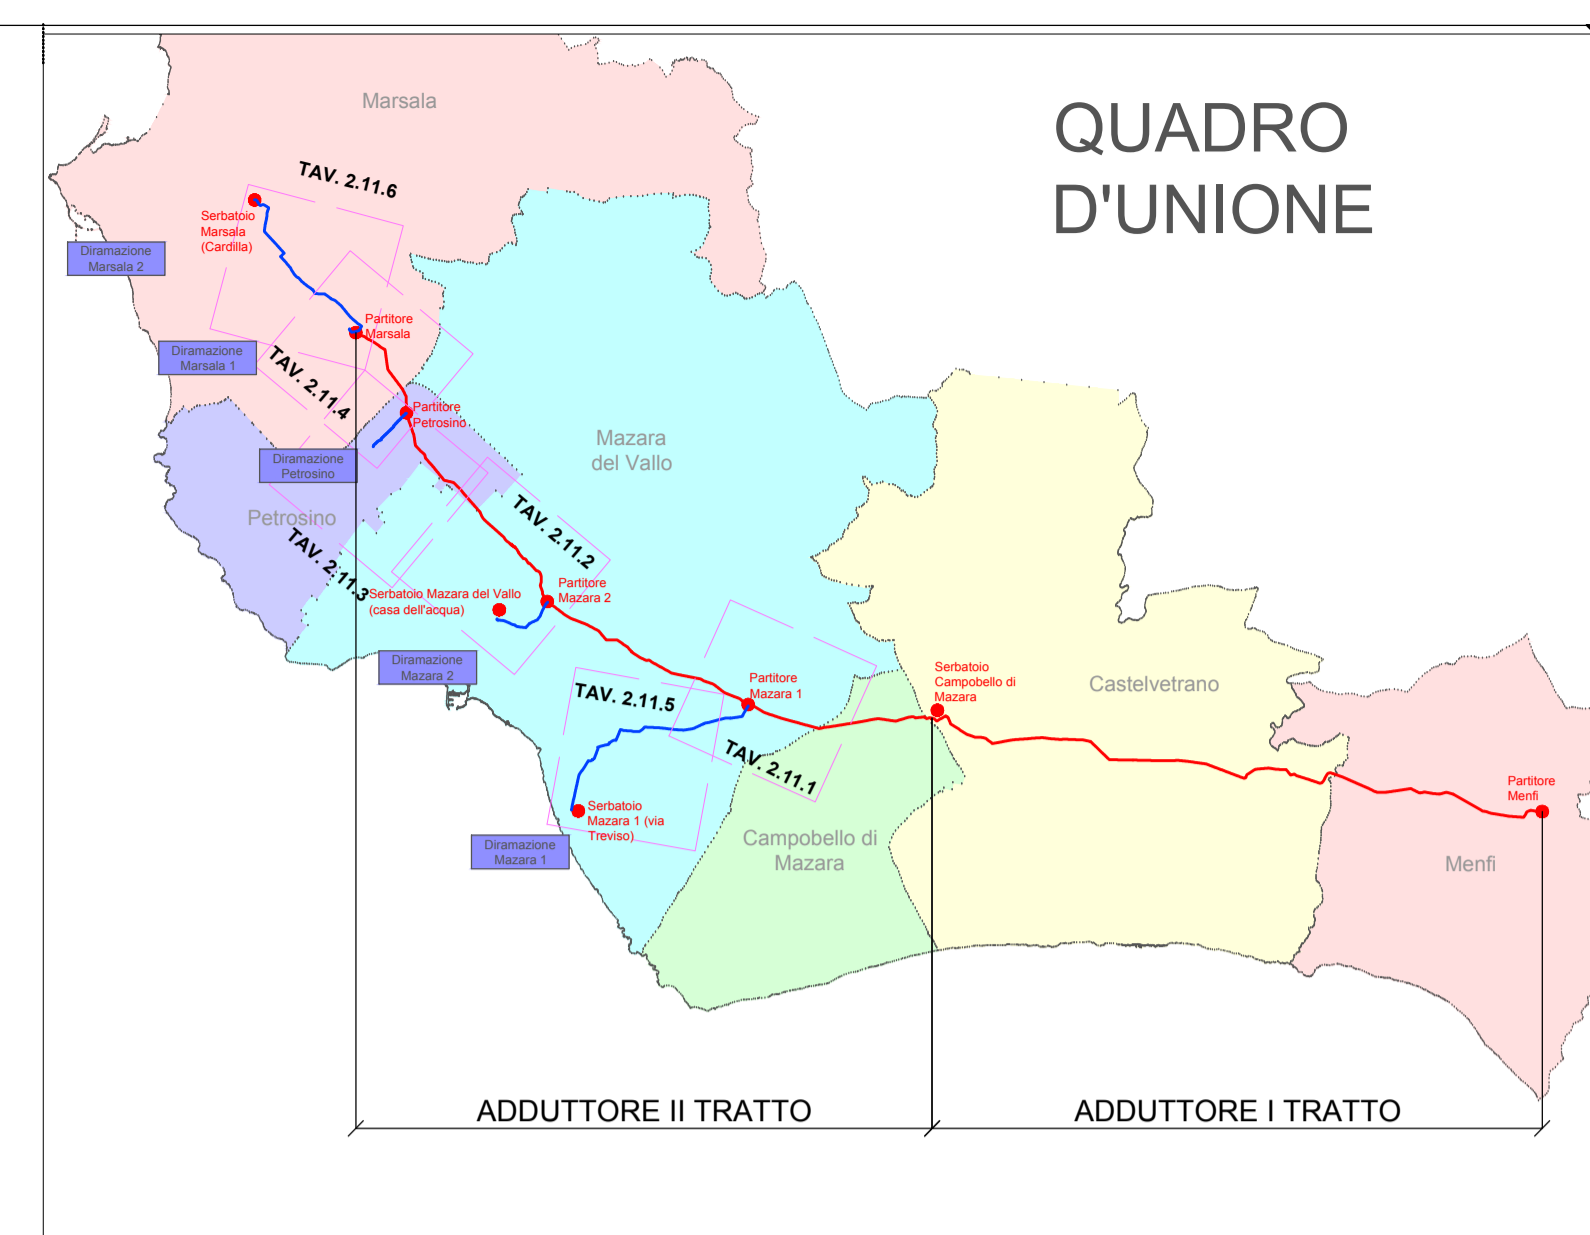 QUADRO
D'UNIONE
Marsala
TAV. 2.11.6
Serbatoio
Marsala
(Cardilla)
Diramazione
Marsala 2
Partitore
Marsala
Diramazione
Marsala 1
TAV. 2.11.4
Partitore
Petrosino
Diramazione
Petrosino
Mazara
del Vallo
Petrosino
TAV. 2.11.3
TAV. 2.11.2
Serbatoio Mazara del Vallo
(casa dell'acqua)
Partitore
Mazara 2
Diramazione
Mazara 2
TAV. 2.11.5
Partitore
Mazara 1
Serbatoio
Campobello di
Mazara
Castelvetrano
TAV. 2.11.1
Serbatoio
Mazara 1 (via
Treviso)
Diramazione
Mazara 1
Campobello di
Mazara
Partitore
Menfi
Menfi
ADDUTTORE II TRATTO
ADDUTTORE I TRATTO